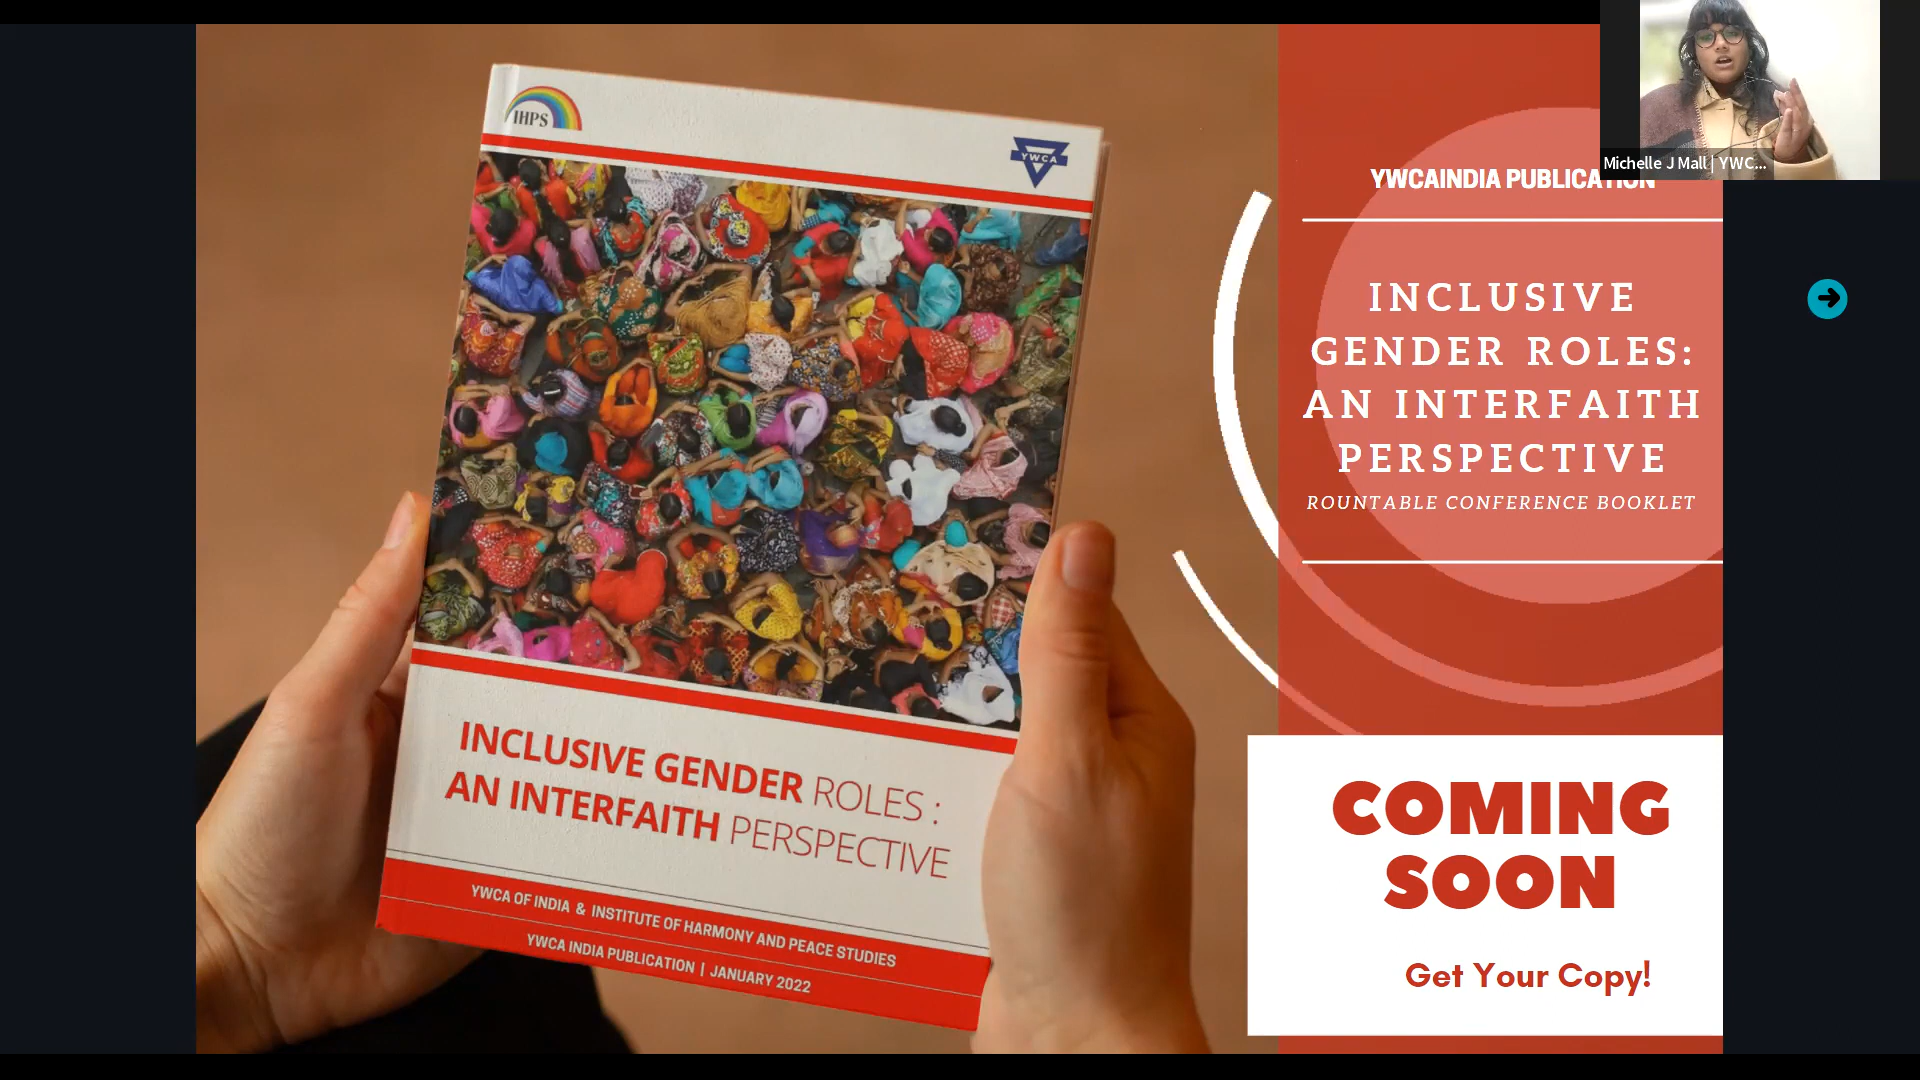 IHPS
YWCA
INCLUSIVE GENDER ROLES :
AN INTERFAITH PERSPECTIVE
YWCA OF INDIA & INSTITUTE OF HARMONY AND PEACE STUDIES
YWCA INDIA PUBLICATION | JANUARY 2022
Michelle J Mall | YWC...
YWCAINDIA PUBLICATION
INCLUSIVE
GENDER ROLES:
AN INTERFAITH
PERSPECTIVE
ROUNTABLE CONFERENCE BOOKLET
COMING
SOON
Get Your Copy!